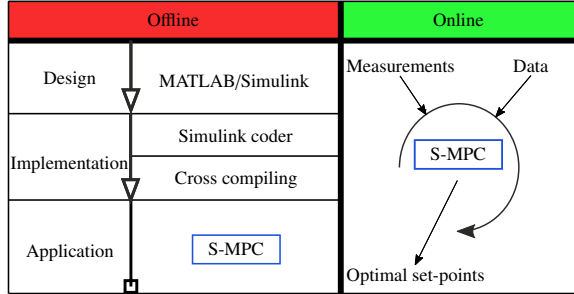 Offline
Online
Design
MATLAB/Simulink
Implementation
Simulink coder
Cross compiling
Application
S-MPC
Measurements
Data
S-MPC
Optimal set-points